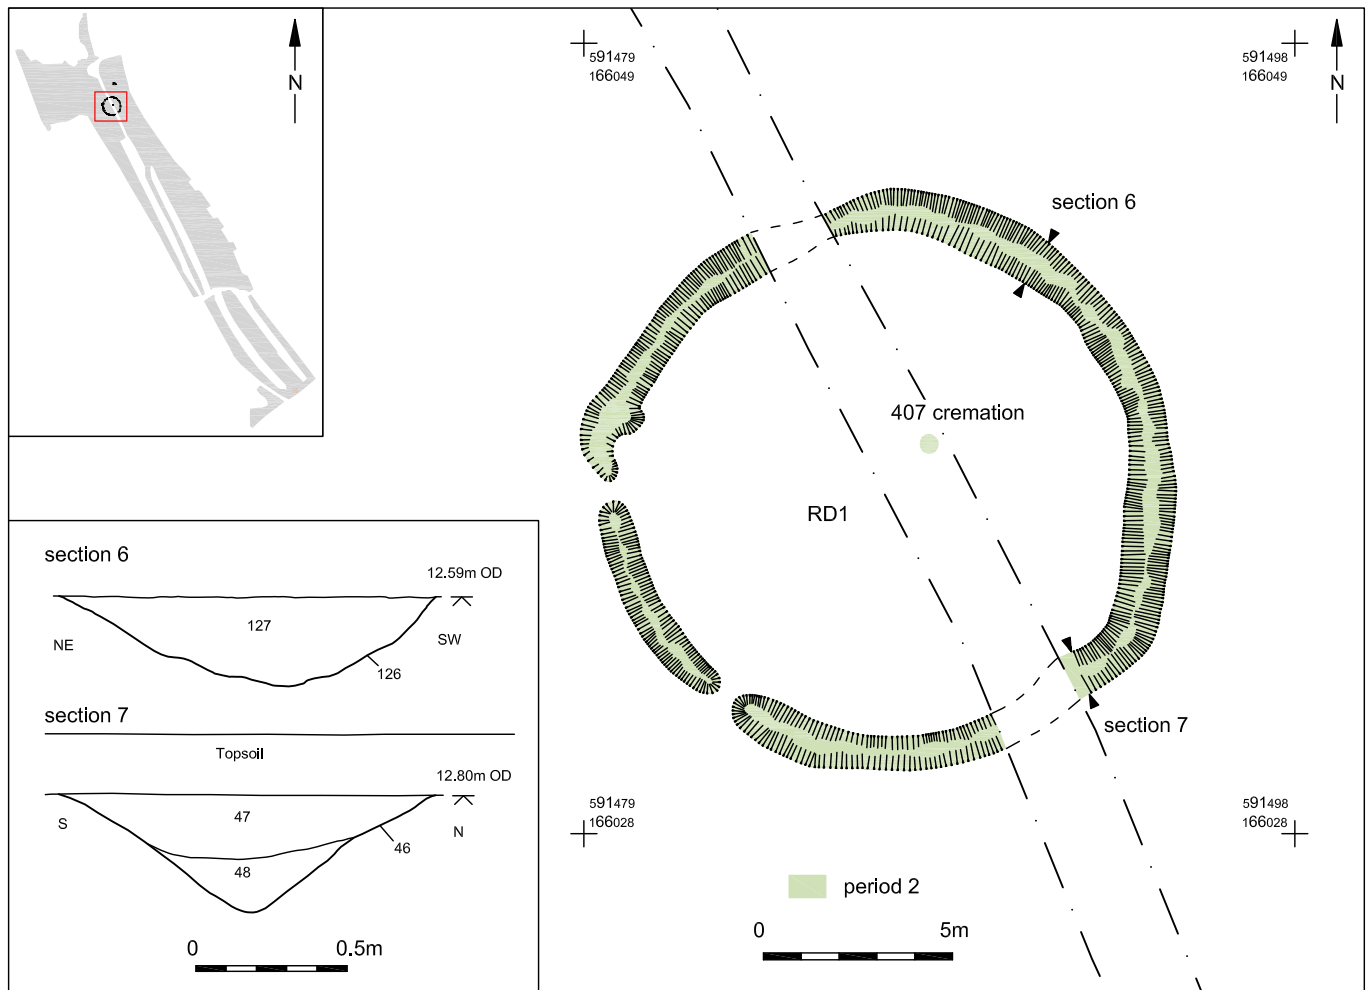 N
591479
166049
591498
166049
N
section 6
407 cremation
RD1
section 7
591479
166028
591498
166028
period 2
0 5m
section 6
12.59m OD
127
NE
SW
126
section 7
Topsoil
12.80m OD
47
S
N
46
48
0 0.5m